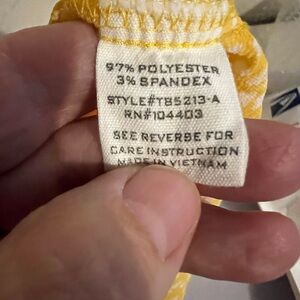 97% POLYESTER
3% SPANDEX
STYLE#TB5213-A
RN#104403
SEE REVERSE FOR
CARE INSTRUCTION
MADE IN VIETNAM